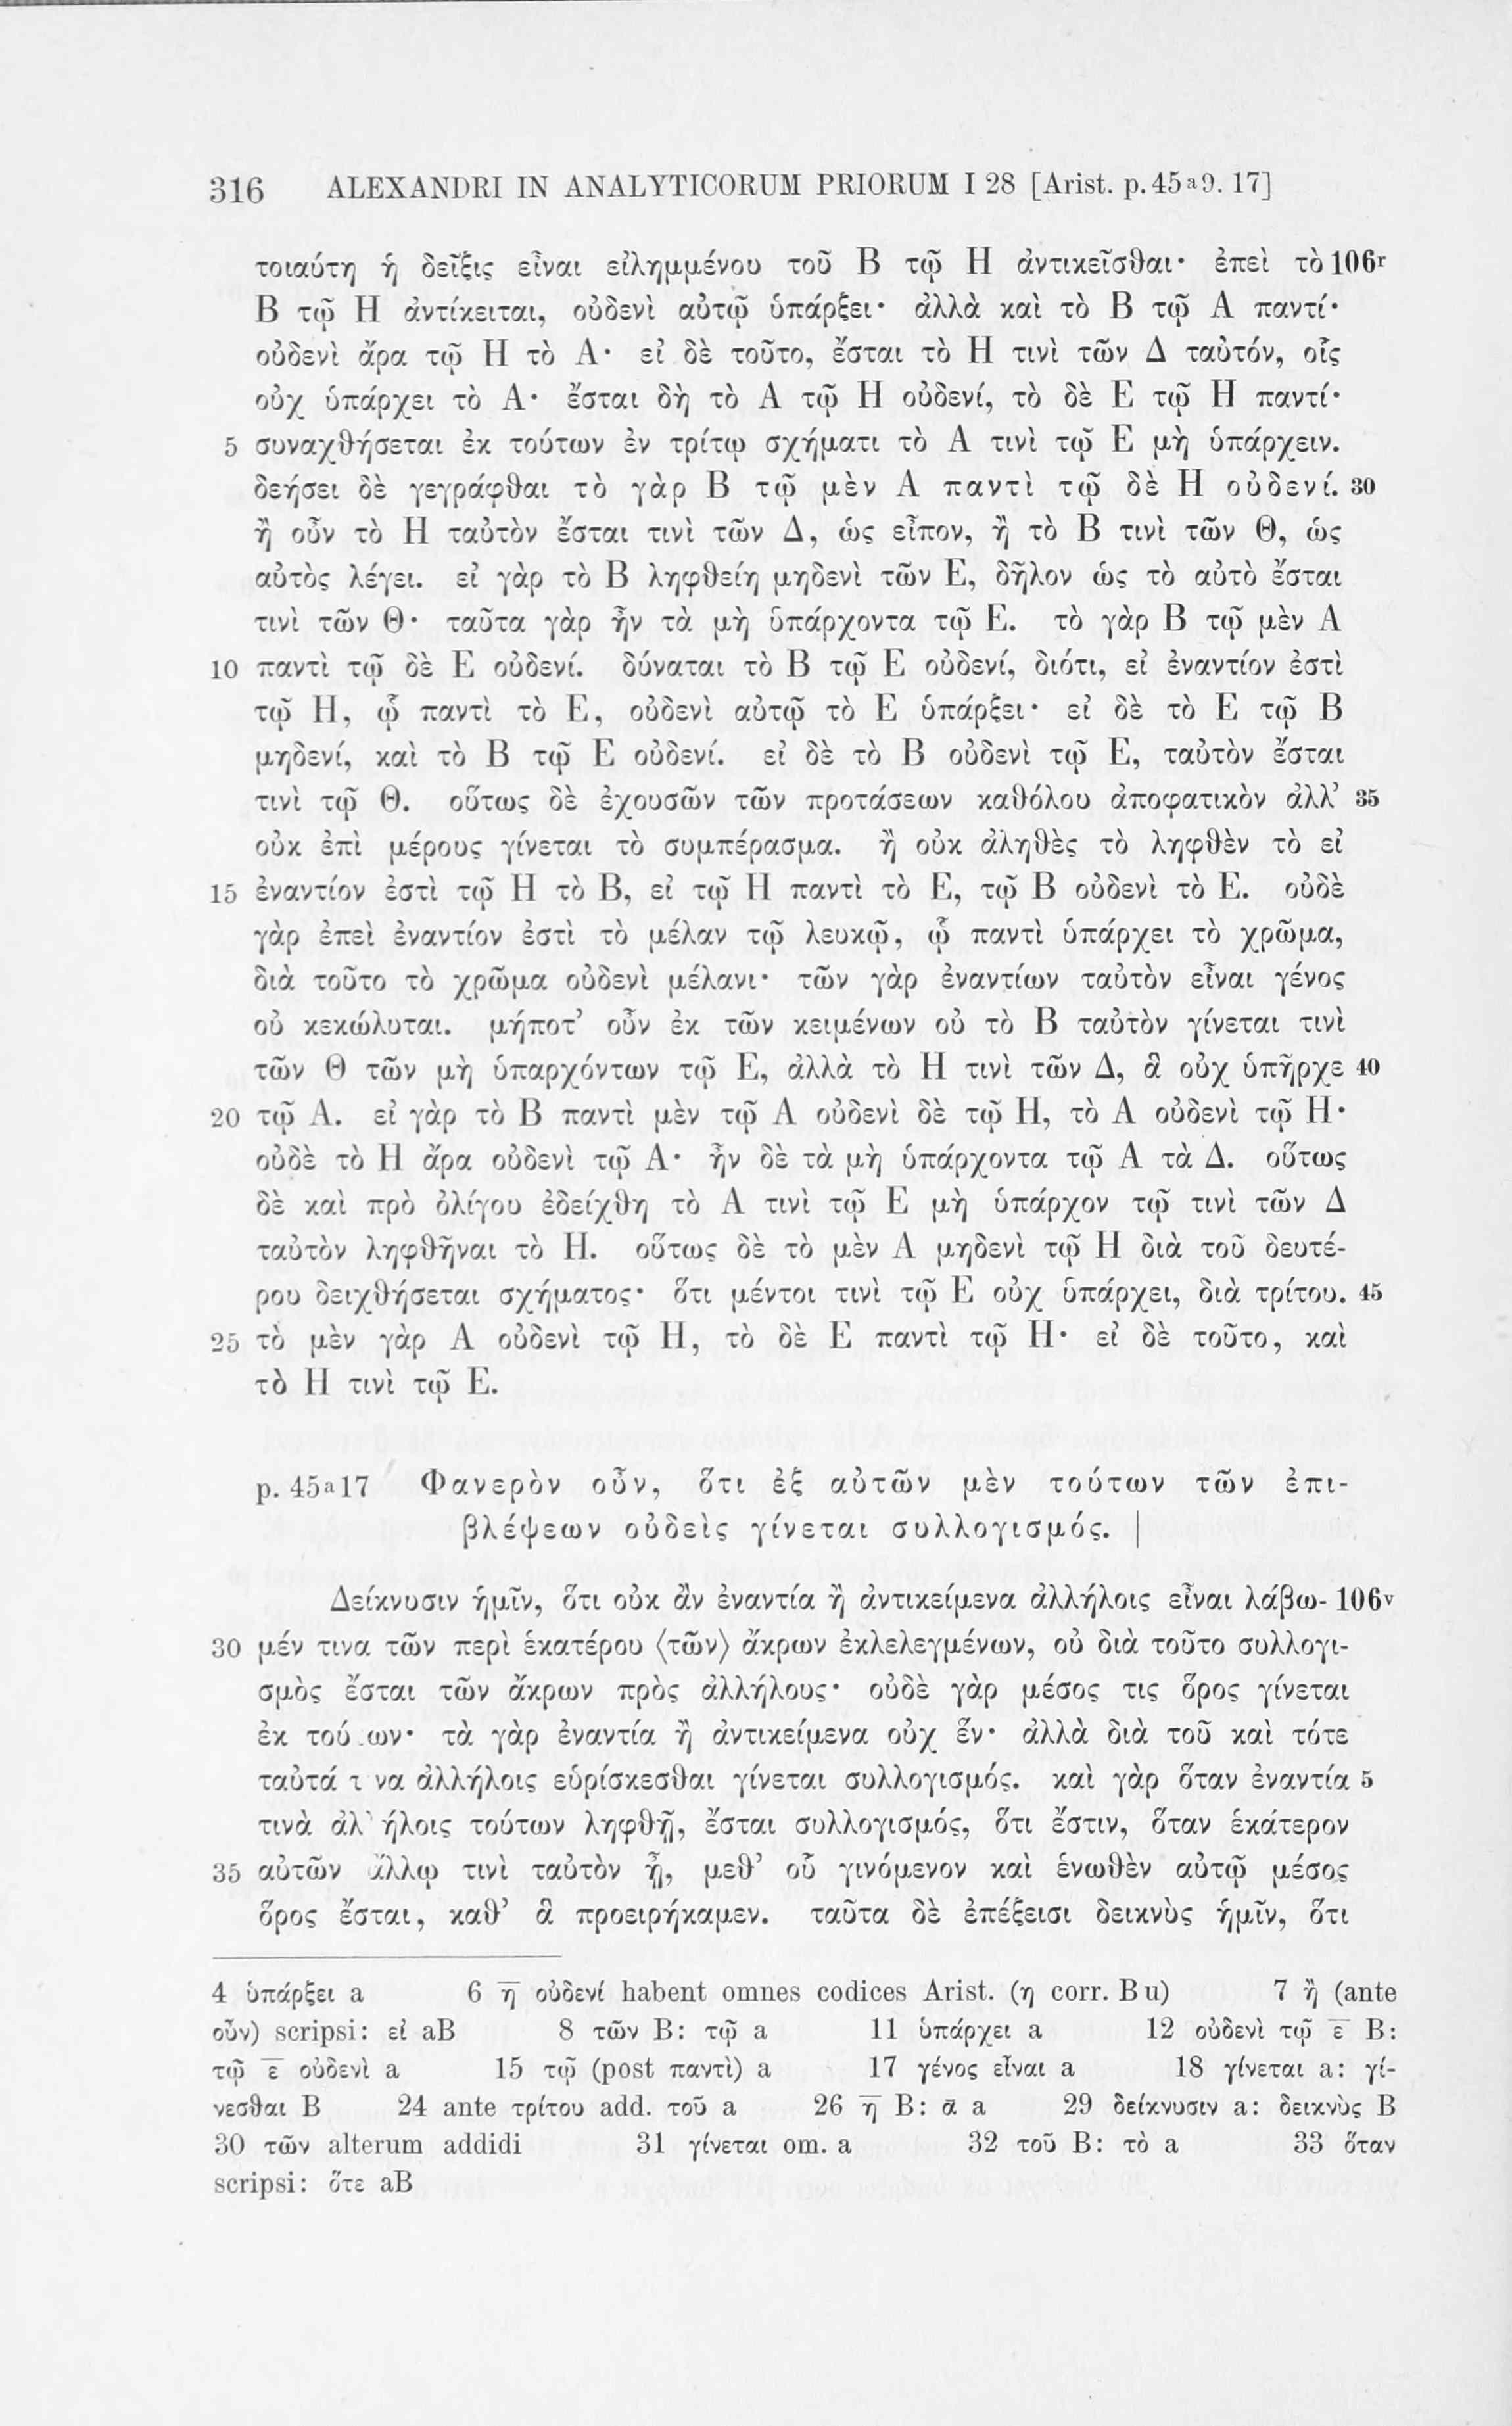 316 ALEXANDRI IN ANALYTICORUM PRIORUM I 28 [Arist. p. 45ᵃ9. 17]
τοιαύτη ἡ δεῖξις εἶναι εἰλημμένου τοῦ Β τῷ Η ἀντικεῖσθαι· ἐπεὶ τὸ 106ʳ
Β τῷ Η ἀντίκειται, οὐδενὶ αὐτῷ ὑπάρξει· ἀλλὰ καὶ τὸ Β τῷ Α παντί·
οὐδενὶ ἄρα τῷ Η τὸ Α· εἰ δὲ τοῦτο, ἔσται τὸ Η τινὶ τῶν Δ ταὐτόν, οἷς
οὐχ ὑπάρχει τὸ Α· ἔσται δὴ τὸ Α τῷ Η οὐδενί, τὸ δὲ Ε τῷ Η παντί·
5 συναχθήσεται ἐκ τούτων ἐν τρίτῳ σχήματι τὸ Α τινὶ τῷ Ε μὴ ὑπάρχειν.
δεήσει δὲ γεγράφθαι τὸ γὰρ Β τῷ μὲν Α παντὶ τῷ δὲ Η οὐδενί. 30
ἢ οὖν τὸ Η ταὐτὸν ἔσται τινὶ τῶν Δ, ὡς εἶπον, ἢ τὸ Β τινὶ τῶν Θ, ὡς
αὐτὸς λέγει. εἰ γὰρ τὸ Β ληφθείη μηδενὶ τῶν Ε, δῆλον ὡς τὸ αὐτὸ ἔσται
τινὶ τῶν Θ· ταῦτα γὰρ ἦν τὰ μὴ ὑπάρχοντα τῷ Ε. τὸ γὰρ Β τῷ μὲν Α
10 παντὶ τῷ δὲ Ε οὐδενί. δύναται τὸ Β τῷ Ε οὐδενί, διότι, εἰ ἐναντίον ἐστὶ
τῷ Η, ᾧ παντὶ τὸ Ε, οὐδενὶ αὐτῷ τὸ Ε ὑπάρξει· εἰ δὲ τὸ Ε τῷ Β
μηδενί, καὶ τὸ Β τῷ Ε οὐδενί. εἰ δὲ τὸ Β οὐδενὶ τῷ Ε, ταὐτὸν ἔσται
τινὶ τῷ Θ. οὕτως δὲ ἐχουσῶν τῶν προτάσεων καθόλου ἀποφατικὸν ἀλλ’ 35
οὐκ ἐπὶ μέρους γίνεται τὸ συμπέρασμα. ἢ οὐκ ἀληθὲς τὸ ληφθὲν τὸ εἰ
15 ἐναντίον ἐστὶ τῷ Η τὸ Β, εἰ τῷ Η παντὶ τὸ Ε, τῷ Β οὐδενὶ τὸ Ε. οὐδὲ
γὰρ ἐπεὶ ἐναντίον ἐστὶ τὸ μέλαν τῷ λευκῷ, ᾧ παντὶ ὑπάρχει τὸ χρῶμα,
διὰ τοῦτο τὸ χρῶμα οὐδενὶ μέλανι· τῶν γὰρ ἐναντίων ταὐτὸν εἶναι γένος
οὐ κεκώλυται. μήποτ’ οὖν ἐκ τῶν κειμένων οὐ τὸ Β ταὐτὸν γίνεται τινὶ
τῶν Θ τῶν μὴ ὑπαρχόντων τῷ Ε, ἀλλὰ τὸ Η τινὶ τῶν Δ, ἃ οὐχ ὑπῆρχε 40
20 τῷ Α. εἰ γὰρ τὸ Β παντὶ μὲν τῷ Α οὐδενὶ δὲ τῷ Η, τὸ Α οὐδενὶ τῷ Η·
οὐδὲ τὸ Η ἄρα οὐδενὶ τῷ Α· ἦν δὲ τὰ μὴ ὑπάρχοντα τῷ Α τὰ Δ. οὕτως
δὲ καὶ πρὸ ὀλίγου ἐδείχθη τὸ Α τινὶ τῷ Ε μὴ ὑπάρχον τῷ τινὶ τῶν Δ
ταὐτὸν ληφθῆναι τὸ Η. οὕτως δὲ τὸ μὲν Α μηδενὶ τῷ Η διὰ τοῦ δευτέ-
ρου δειχθήσεται σχήματος· ὅτι μέντοι τινὶ τῷ Ε οὐχ ὑπάρχει, διὰ τρίτου. 45
25 τὸ μὲν γὰρ Α οὐδενὶ τῷ Η, τὸ δὲ Ε παντὶ τῷ Η· εἰ δὲ τοῦτο, καὶ
τὸ Η τινὶ τῷ Ε.
p. 45ᵃ17 Φανερὸν οὖν, ὅτι ἐξ αὐτῶν μὲν τούτων τῶν ἐπι-
βλέψεων οὐδεὶς γίνεται συλλογισμός. |
Δείκνυσιν ἡμῖν, ὅτι οὐκ ἂν ἐναντία ἢ ἀντικείμενα ἀλλήλοις εἶναι λάβω- 106ᵛ
30 μέν τινα τῶν περὶ ἑκατέρου ⟨τῶν⟩ ἄκρων ἐκλελεγμένων, οὐ διὰ τοῦτο συλλογι-
σμὸς ἔσται τῶν ἄκρων πρὸς ἀλλήλους· οὐδὲ γὰρ μέσος τις ὅρος γίνεται
ἐκ τού ων· τὰ γὰρ ἐναντία ἢ ἀντικείμενα οὐχ ἕν· ἀλλὰ διὰ τοῦ καὶ τότε
ταὐτά τ να ἀλλήλοις εὑρίσκεσθαι γίνεται συλλογισμός. καὶ γὰρ ὅταν ἐναντία 5
τινὰ ἀλ ήλοις τούτων ληφθῇ, ἔσται συλλογισμός, ὅτι ἔστιν, ὅταν ἑκάτερον
35 αὐτῶν ἄλλῳ τινὶ ταὐτὸν ᾖ, μεθ’ οὗ γινόμενον καὶ ἑνωθὲν αὐτῷ μέσος
ὅρος ἔσται, καθ’ ἃ προειρήκαμεν. ταῦτα δὲ ἐπέξεισι δεικνὺς ἡμῖν, ὅτι
4 ὑπάρξει a 6 η̅ οὐδενί habent omnes codices Arist. (η corr. Bu) 7 ἢ (ante
οὖν) scripsi: εἰ aB 8 τῶν B: τῷ a 11 ὑπάρχει a 12 οὐδενὶ τῷ ε̅ B:
τῷ ε̅ οὐδενὶ a 15 τῷ (post παντὶ) a 17 γένος εἶναι a 18 γίνεται a: γί-
νεσθαι B 24 ante τρίτου add. τοῦ a 26 η̅ B: α̅ a 29 δείκνυσιν a: δεικνὺς B
30 τῶν alterum addidi 31 γίνεται om. a 32 τοῦ B: τὸ a 33 ὅταν
scripsi: ὅτε aB